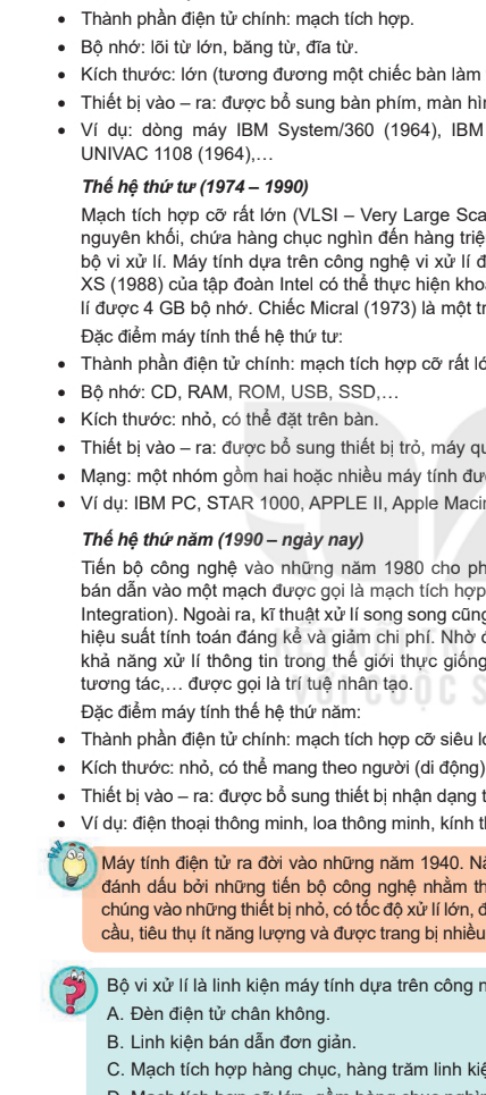 • Thành phần điện tử chính: mạch tích hợp.
• Bộ nhớ: lõi từ lớn, băng từ, đĩa từ.
• Kích thước: lớn (tương đương một chiếc bàn làm
• Thiết bị vào – ra: được bổ sung bàn phím, màn hìn
• Ví dụ: dòng máy IBM System/360 (1964), IBM
UNIVAC 1108 (1964),...
Thế hệ thứ tư (1974 – 1990)
Mạch tích hợp cỡ rất lớn (VLSI – Very Large Sca
nguyên khối, chứa hàng chục nghìn đến hàng triệ
bộ vi xử lí. Máy tính dựa trên công nghệ vi xử lí đ
XS (1988) của tập đoàn Intel có thể thực hiện kho
lí được 4 GB bộ nhớ. Chiếc Micral (1973) là một tr
Đặc điểm máy tính thế hệ thứ tư:
• Thành phần điện tử chính: mạch tích hợp cỡ rất lớ
• Bộ nhớ: CD, RAM, ROM, USB, SSD,...
• Kích thước: nhỏ, có thể đặt trên bàn.
• Thiết bị vào – ra: được bổ sung thiết bị trỏ, máy qu
• Mạng: một nhóm gồm hai hoặc nhiều máy tính đư
• Ví dụ: IBM PC, STAR 1000, APPLE II, Apple Macin
Thế hệ thứ năm (1990 – ngày nay)
Tiến bộ công nghệ vào những năm 1980 cho ph
bán dẫn vào một mạch được gọi là mạch tích hợp
Integration). Ngoài ra, kĩ thuật xử lí song song cũng
hiệu suất tính toán đáng kể và giảm chi phí. Nhờ
khả năng xử lí thông tin trong thế giới thực giống
tương tác,... được gọi là trí tuệ nhân tạo.
Đặc điểm máy tính thế hệ thứ năm:
• Thành phần điện tử chính: mạch tích hợp cỡ siêu lớ
• Kích thước: nhỏ, có thể mang theo người (di động)
• Thiết bị vào – ra: được bổ sung thiết bị nhận dạng t
• Ví dụ: điện thoại thông minh, loa thông minh, kính th
Máy tính điện tử ra đời vào những năm 1940. Nă
đánh dấu bởi những tiến bộ công nghệ nhằm th
chúng vào những thiết bị nhỏ, có tốc độ xử lí lớn, đ
cầu, tiêu thụ ít năng lượng và được trang bị nhiều
Bộ vi xử lí là linh kiện máy tính dựa trên công n
A. Đèn điện tử chân không.
B. Linh kiện bán dẫn đơn giản.
C. Mạch tích hợp hàng chục, hàng trăm linh kiệ